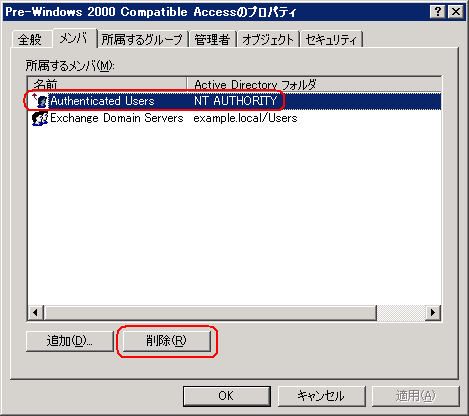 Pre-Windows 2000 Compatible Accessのプロパティ
全般 メンバ 所属するグループ 管理者 オブジェクト セキュリティ
所属するメンバ(M):
名前 Active Directory フォルダ
Authenticated Users NT AUTHORITY
Exchange Domain Servers example.local/Users
追加(D)... 削除(R)
OK キャンセル 適用(A)